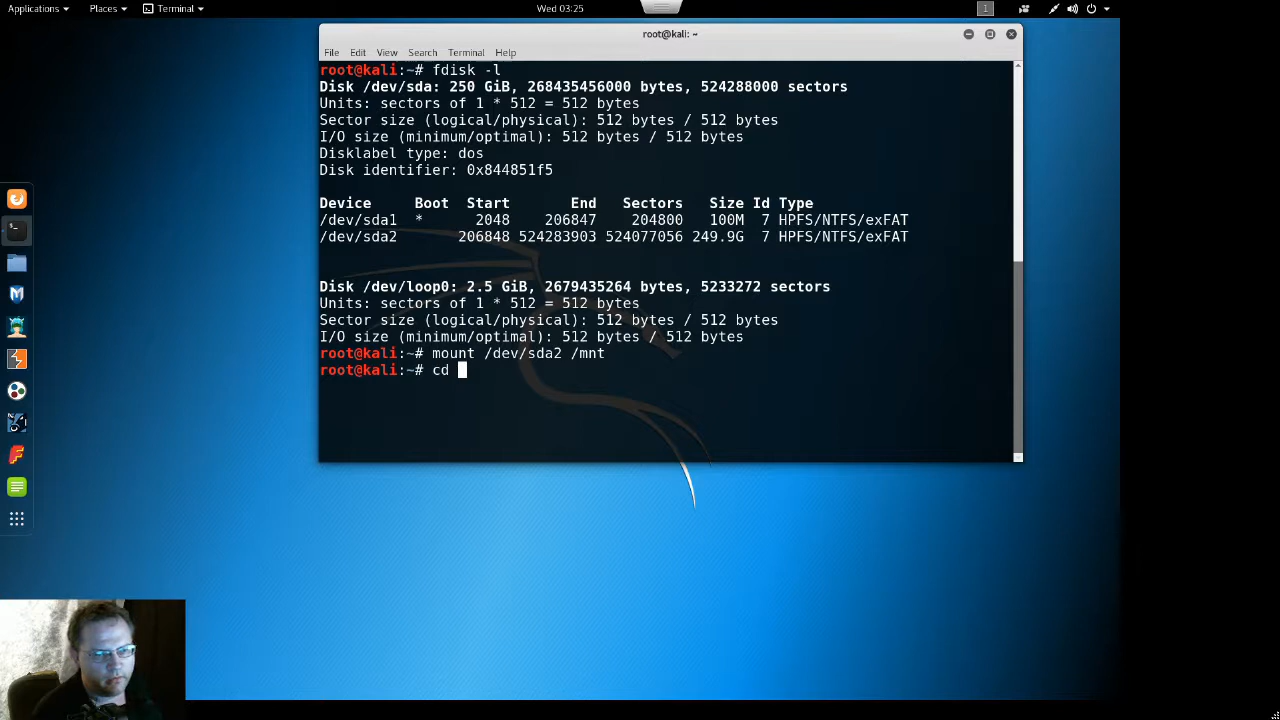 Applications Places Terminal Wed 03:25 1
root@kali: ~
File Edit View Search Terminal Help
root@kali:~# fdisk -l
Disk /dev/sda: 250 GiB, 268435456000 bytes, 524288000 sectors
Units: sectors of 1 * 512 = 512 bytes
Sector size (logical/physical): 512 bytes / 512 bytes
I/O size (minimum/optimal): 512 bytes / 512 bytes
Disklabel type: dos
Disk identifier: 0x844851f5
Device Boot Start End Sectors Size Id Type
/dev/sda1 * 2048 206847 204800 100M 7 HPFS/NTFS/exFAT
/dev/sda2 206848 524283903 524077056 249.9G 7 HPFS/NTFS/exFAT
Disk /dev/loop0: 2.5 GiB, 2679435264 bytes, 5233272 sectors
Units: sectors of 1 * 512 = 512 bytes
Sector size (logical/physical): 512 bytes / 512 bytes
I/O size (minimum/optimal): 512 bytes / 512 bytes
root@kali:~# mount /dev/sda2 /mnt
root@kali:~# cd